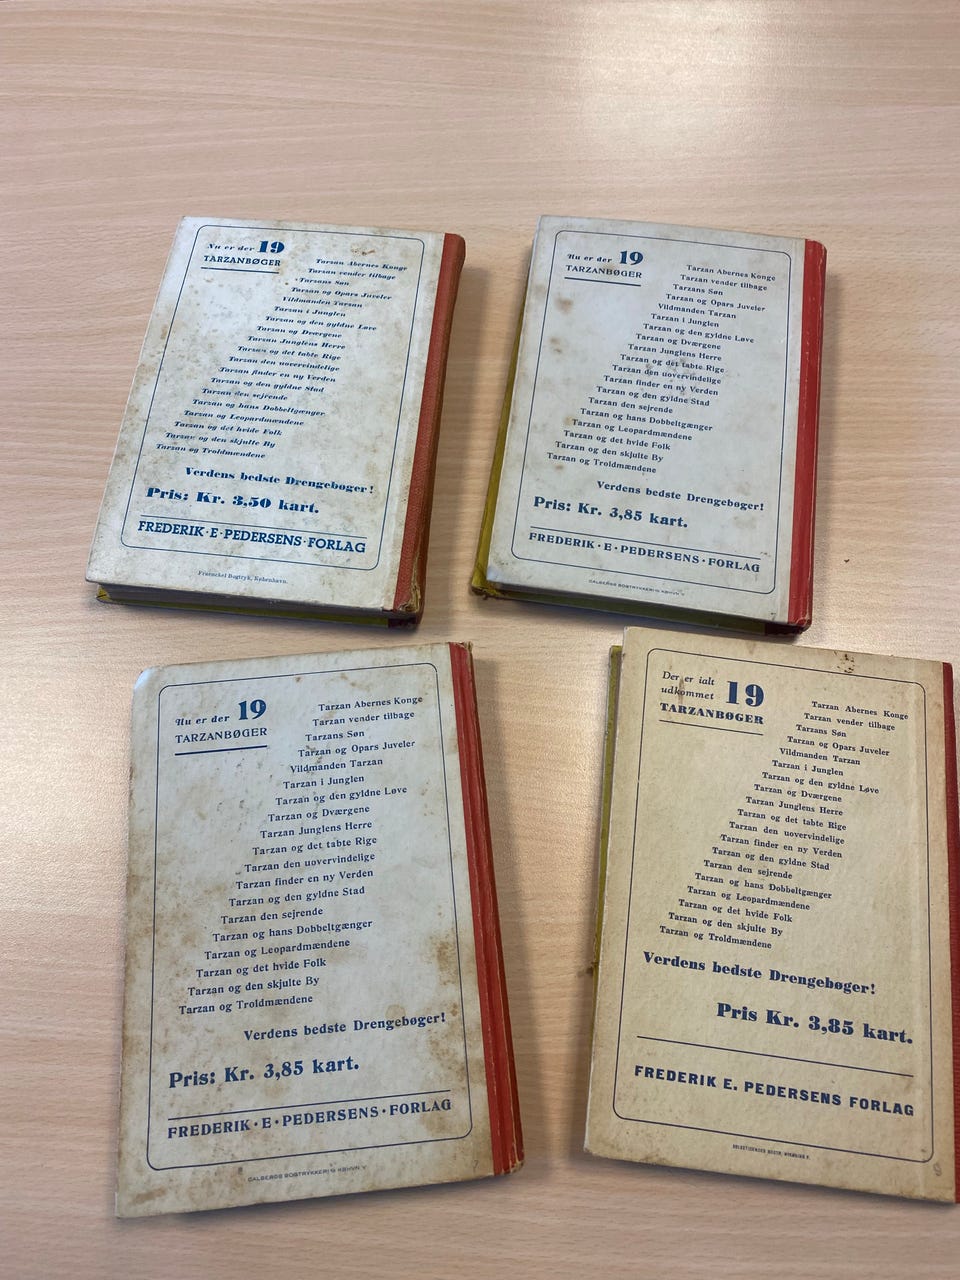 Nu er der 19
TARZANBØGER
Tarzan Abernes Konge
Tarzan vender tilbage
Tarzans Søn
Tarzan og Opars Juveler
Vildmanden Tarzan
Tarzan i Junglen
Tarzan og den gyldne Løve
Tarzan og Dværgene
Tarzan Junglens Herre
Tarzan og det tabte Rige
Tarzan den uovervindelige
Tarzan finder en ny Verden
Tarzan og den gyldne Stad
Tarzan den sejrende
Tarzan og hans Dobbeltgænger
Tarzan og Leopardmændene
Tarzan og det hvide Folk
Tarzan og den skjulte By
Tarzan og Troldmændene
Verdens bedste Drengebøger!
Pris: Kr. 3,50 kart.
FREDERIK · E · PEDERSENS · FORLAG
Fraenckel Bogtryk, København.
Nu er der 19
TARZANBØGER
Tarzan Abernes Konge
Tarzan vender tilbage
Tarzans Søn
Tarzan og Opars Juveler
Vildmanden Tarzan
Tarzan i Junglen
Tarzan og den gyldne Løve
Tarzan og Dværgene
Tarzan Junglens Herre
Tarzan og det tabte Rige
Tarzan den uovervindelige
Tarzan finder en ny Verden
Tarzan og den gyldne Stad
Tarzan den sejrende
Tarzan og hans Dobbeltgænger
Tarzan og Leopardmændene
Tarzan og det hvide Folk
Tarzan og den skjulte By
Tarzan og Troldmændene
Verdens bedste Drengebøger!
Pris: Kr. 3,85 kart.
FREDERIK · E · PEDERSENS · FORLAG
CALBERGS BOGTRYKKERI KBHVN V
Nu er der 19
TARZANBØGER
Tarzan Abernes Konge
Tarzan vender tilbage
Tarzans Søn
Tarzan og Opars Juveler
Vildmanden Tarzan
Tarzan i Junglen
Tarzan og den gyldne Løve
Tarzan og Dværgene
Tarzan Junglens Herre
Tarzan og det tabte Rige
Tarzan den uovervindelige
Tarzan finder en ny Verden
Tarzan og den gyldne Stad
Tarzan den sejrende
Tarzan og hans Dobbeltgænger
Tarzan og Leopardmændene
Tarzan og det hvide Folk
Tarzan og den skjulte By
Tarzan og Troldmændene
Verdens bedste Drengebøger!
Pris: Kr. 3,85 kart.
FREDERIK · E · PEDERSENS · FORLAG
CALBERGS BOGTRYKKERI KBHVN V
Der er ialt
udkommet 19
TARZANBØGER
Tarzan Abernes Konge
Tarzan vender tilbage
Tarzans Søn
Tarzan og Opars Juveler
Vildmanden Tarzan
Tarzan i Junglen
Tarzan og den gyldne Løve
Tarzan og Dværgene
Tarzan Junglens Herre
Tarzan og det tabte Rige
Tarzan den uovervindelige
Tarzan finder en ny Verden
Tarzan og den gyldne Stad
Tarzan den sejrende
Tarzan og hans Dobbeltgænger
Tarzan og Leopardmændene
Tarzan og det hvide Folk
Tarzan og den skjulte By
Tarzan og Troldmændene
Verdens bedste Drengebøger!
Pris Kr. 3,85 kart.
FREDERIK E. PEDERSENS FORLAG